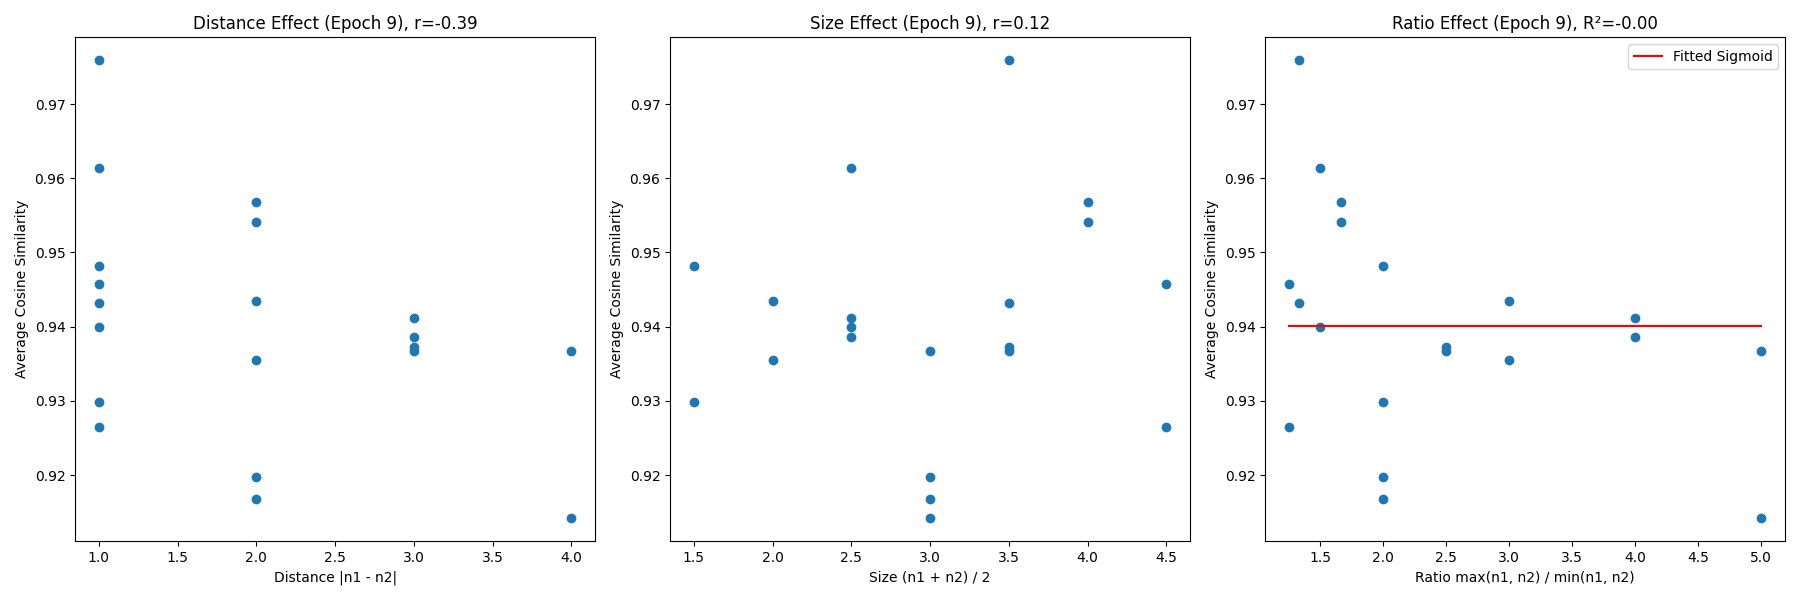 Distance Effect (Epoch 9), r=-0.39
0.97
0.96
0.95
0.94
0.93
0.92
Average Cosine Similarity
1.0 1.5 2.0 2.5 3.0 3.5 4.0
Distance |n1 - n2|
Size Effect (Epoch 9), r=0.12
0.97
0.96
0.95
0.94
0.93
0.92
Average Cosine Similarity
1.5 2.0 2.5 3.0 3.5 4.0 4.5
Size (n1 + n2) / 2
Ratio Effect (Epoch 9), R²=-0.00
Fitted Sigmoid
0.97
0.96
0.95
0.94
0.93
0.92
Average Cosine Similarity
1.5 2.0 2.5 3.0 3.5 4.0 4.5 5.0
Ratio max(n1, n2) / min(n1, n2)